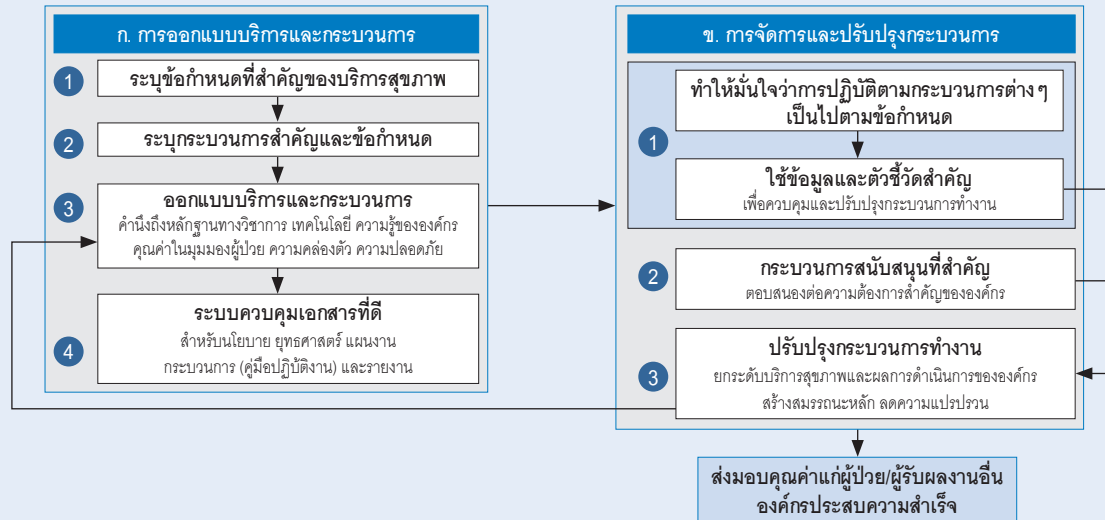 ก. การออกแบบบริการและกระบวนการ
1
ระบุข้อกำหนดที่สำคัญของบริการสุขภาพ
2
ระบุกระบวนการสำคัญและข้อกำหนด
3
ออกแบบบริการและกระบวนการ
คำนึงถึงหลักฐานทางวิชาการ เทคโนโลยี ความรู้ขององค์กร
คุณค่าในมุมมองผู้ป่วย ความคล่องตัว ความปลอดภัย
4
ระบบควบคุมเอกสารที่ดี
สำหรับนโยบาย ยุทธศาสตร์ แผนงาน
กระบวนการ (คู่มือปฏิบัติงาน) และรายงาน
ข. การจัดการและปรับปรุงกระบวนการ
1
ทำให้มั่นใจว่าการปฏิบัติตามกระบวนการต่างๆ
เป็นไปตามข้อกำหนด
ใช้ข้อมูลและตัวชี้วัดสำคัญ
เพื่อควบคุมและปรับปรุงกระบวนการทำงาน
2
กระบวนการสนับสนุนที่สำคัญ
ตอบสนองต่อความต้องการสำคัญขององค์กร
3
ปรับปรุงกระบวนการทำงาน
ยกระดับบริการสุขภาพและผลการดำเนินการขององค์กร
สร้างสมรรถนะหลัก ลดความแปรปรวน
ส่งมอบคุณค่าแก่ผู้ป่วย/ผู้รับผลงานอื่น
องค์กรประสบความสำเร็จ